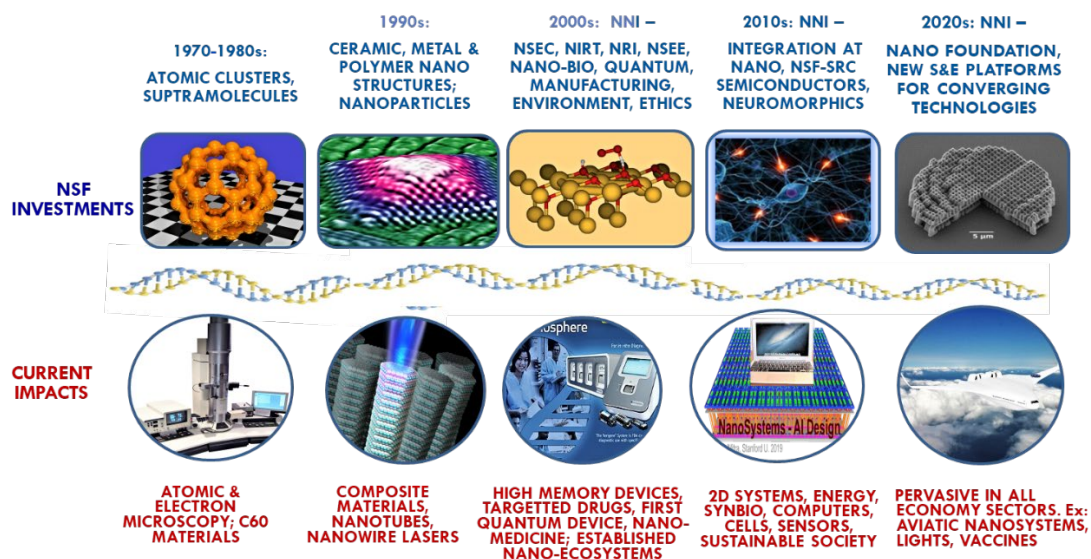 1970-1980s:
ATOMIC CLUSTERS,
SUPTRAMOLECULES
1990s:
CERAMIC, METAL &
POLYMER NANO
STRUCTURES;
NANOPARTICLES
2000s: NNI –
NSEC, NIRT, NRI, NSEE,
NANO-BIO, QUANTUM,
MANUFACTURING,
ENVIRONMENT, ETHICS
2010s: NNI –
INTEGRATION AT
NANO, NSF-SRC
SEMICONDUCTORS,
NEUROMORPHICS
2020s: NNI –
NANO FOUNDATION,
NEW S&E PLATFORMS
FOR CONVERGING
TECHNOLOGIES
NSF
INVESTMENTS
5 µm
CURRENT
IMPACTS
nosphere
NanoSystems - AI Design
Stanford U. 2019
ATOMIC &
ELECTRON
MICROSCOPY; C60
MATERIALS
COMPOSITE
MATERIALS,
NANOTUBES,
NANOWIRE LASERS
HIGH MEMORY DEVICES,
TARGETTED DRUGS, FIRST
QUANTUM DEVICE, NANO-
MEDICINE; ESTABLISHED
NANO-ECOSYSTEMS
2D SYSTEMS, ENERGY,
SYNBIO, COMPUTERS,
CELLS, SENSORS,
SUSTAINABLE SOCIETY
PERVASIVE IN ALL
ECONOMY SECTORS. Ex:
AVIATIC NANOSYSTEMS;
LIGHTS, VACCINES